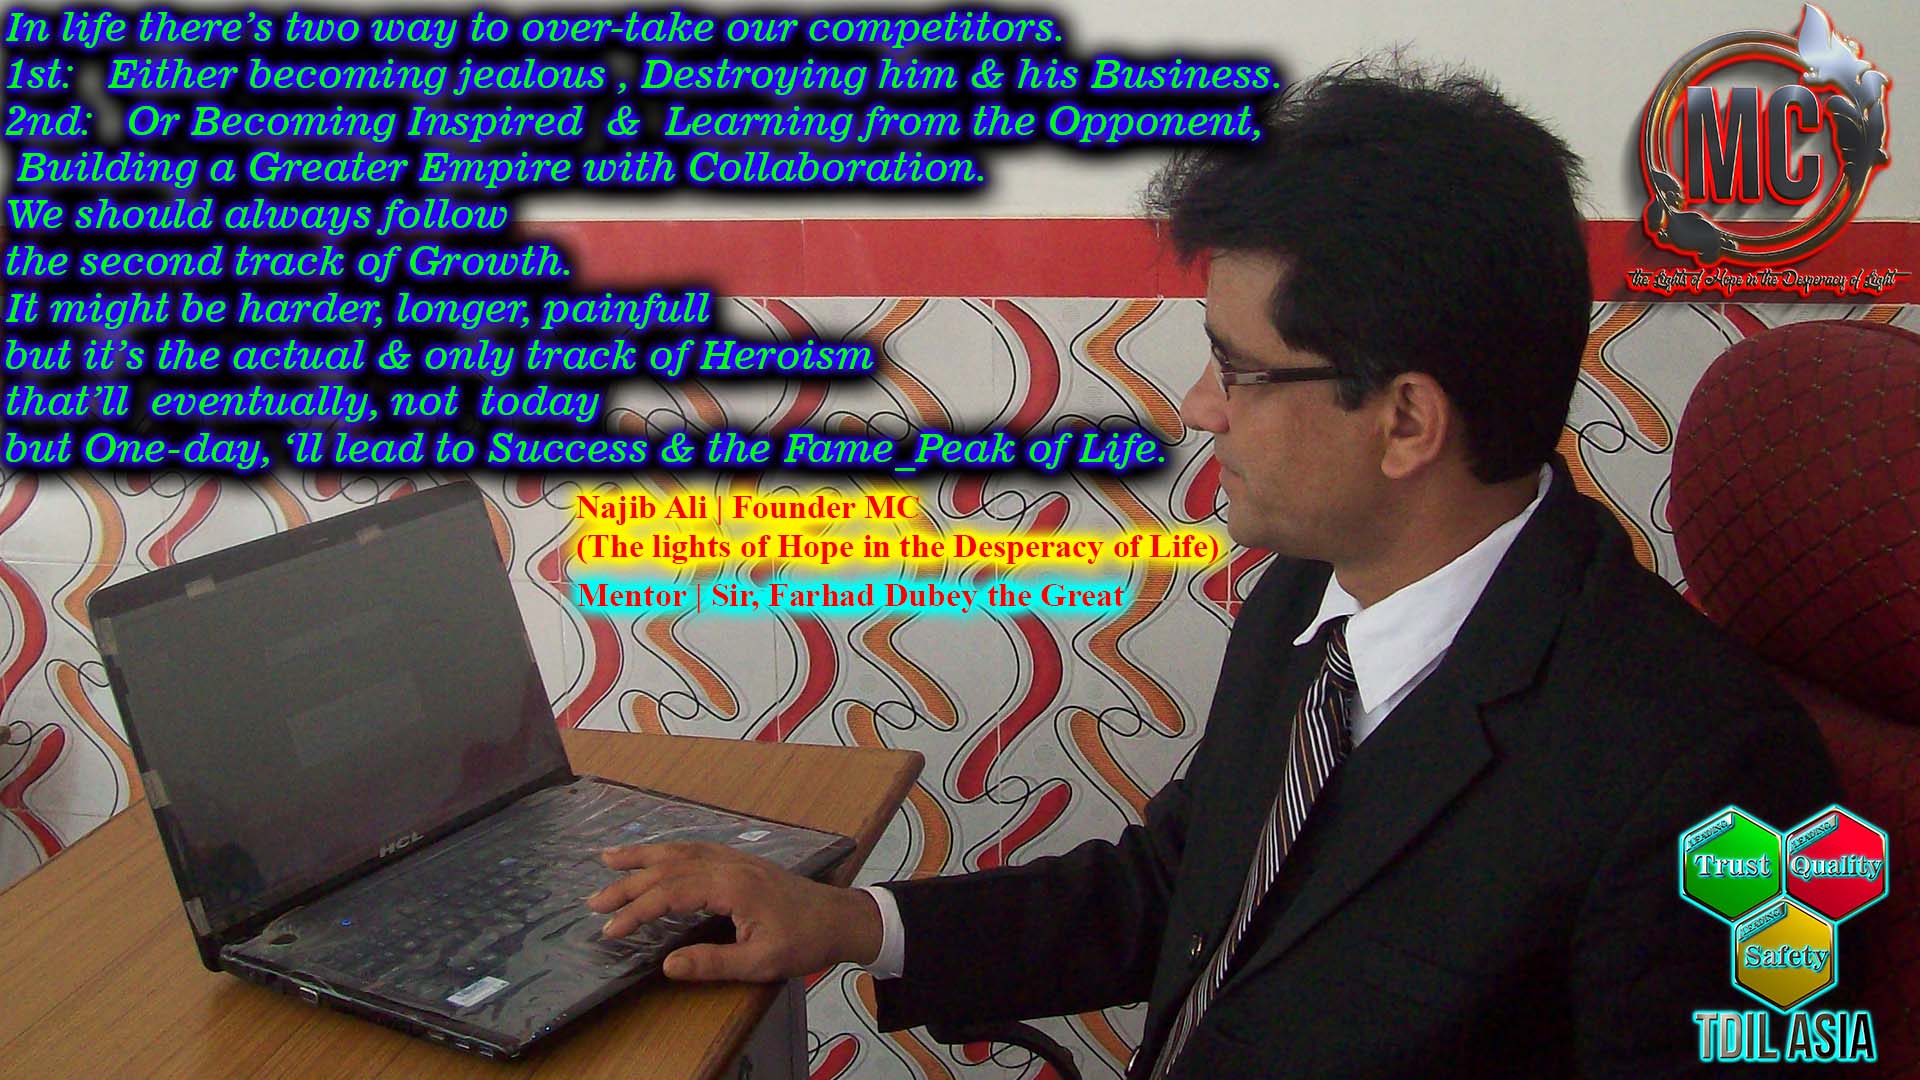 In life there's two way to over-take our competitors.
1st: Either becoming jealous , Destroying him & his Business.
2nd: Or Becoming Inspired & Learning from the Opponent,
Building a Greater Empire with Collaboration.
We should always follow
the second track of Growth.
It might be harder, longer, painfull
but it's the actual & only track of Heroism
that'll eventually, not today
but One-day, ‘ll lead to Success & the Fame_Peak of Life.
Najib Ali | Founder MC
(The lights of Hope in the Desperacy of Life)
Mentor | Sir, Farhad Dubey the Great
MC
the Lights of Hope in the Desperacy of Light
HCL
LEADING
Trust
LEADING
Quality
LEADING
Safety
TDIL ASIA